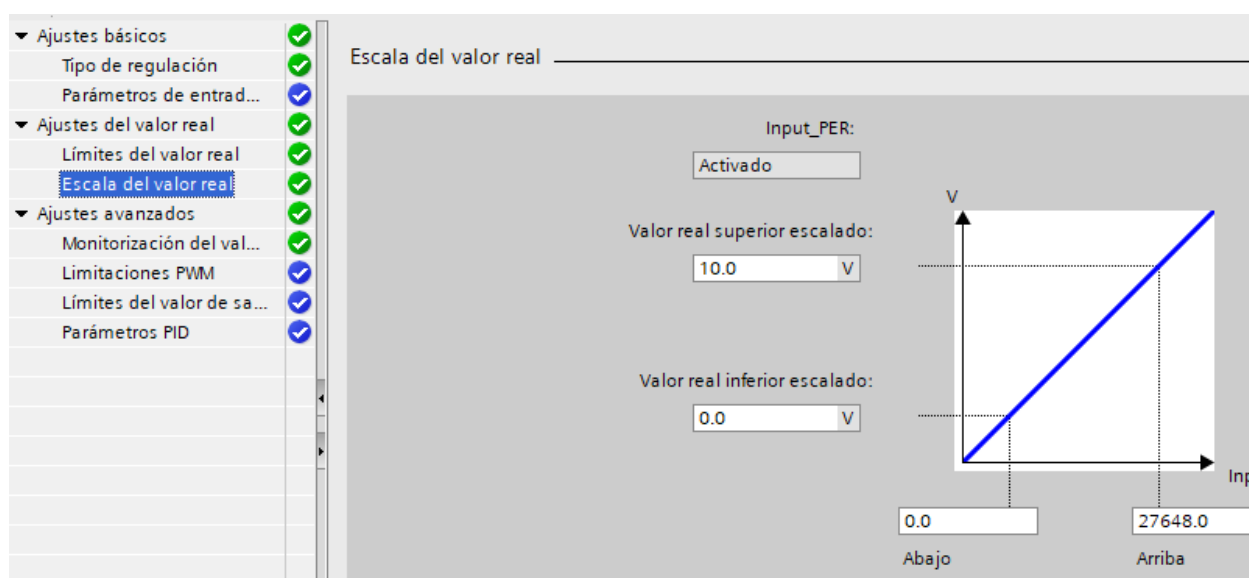 Ajustes básicos
Tipo de regulación
Parámetros de entrad...
Ajustes del valor real
Límites del valor real
Escala del valor real
Ajustes avanzados
Monitorización del val...
Limitaciones PWM
Límites del valor de sa...
Parámetros PID
Escala del valor real
Input_PER:
Activado
V
Valor real superior escalado:
10.0 V
Valor real inferior escalado:
0.0 V
Inp
0.0 27648.0
Abajo Arriba